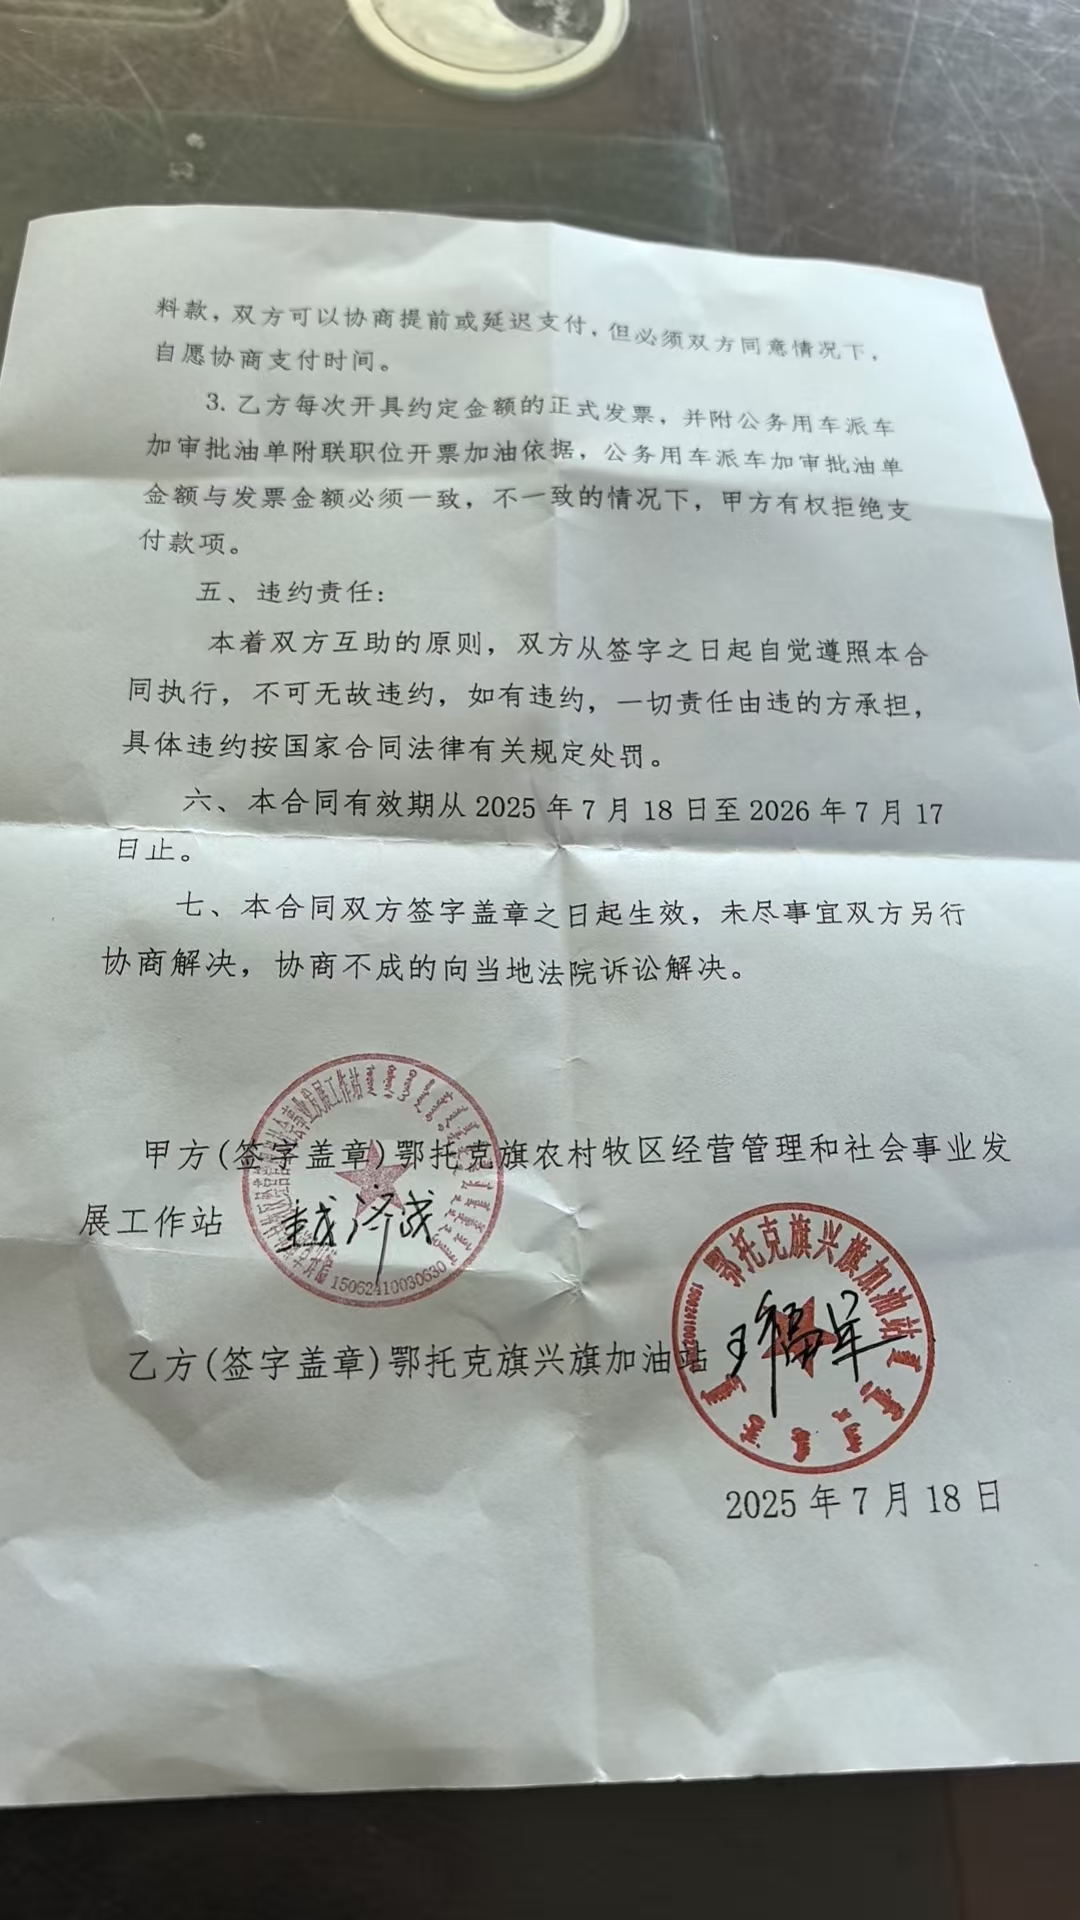 料款，双方可以协商提前或延迟支付，但必须双方同意情况下，
自愿协商支付时间。
3. 乙方每次开具约定金额的正式发票，并附公务用车派车
加审批油单附联职位开票加油依据，公务用车派车加审批油单
金额与发票金额必须一致，不一致的情况下，甲方有权拒绝支
付款项。
五、违约责任：
本着双方互助的原则，双方从签字之日起自觉遵照本合
同执行，不可无故违约，如有违约，一切责任由违的方承担，
具体违约按国家合同法律有关规定处罚。
六、本合同有效期从 2025 年 7 月 18 日至 2026 年 7 月 17
日止。
七、本合同双方签字盖章之日起生效，未尽事宜双方另行
协商解决，协商不成的向当地法院诉讼解决。
甲方(签字盖章)鄂托克旗农村牧区经营管理和社会事业发
展工作站
15062410030630
乙方(签字盖章)鄂托克旗兴旗加油站
鄂托克旗兴旗加油站
王福军
2025 年 7 月 18 日